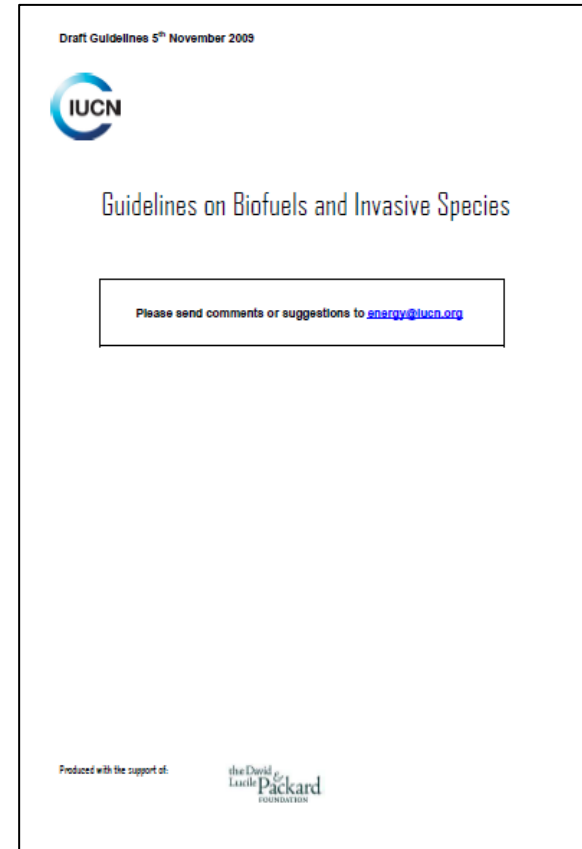 Draft Guidelines 5th November 2009
IUCN
Guidelines on Biofuels and Invasive Species
Please send comments or suggestions to energy@iucn.org
Produced with the support of:
the David &
Lucile Packard
FOUNDATION